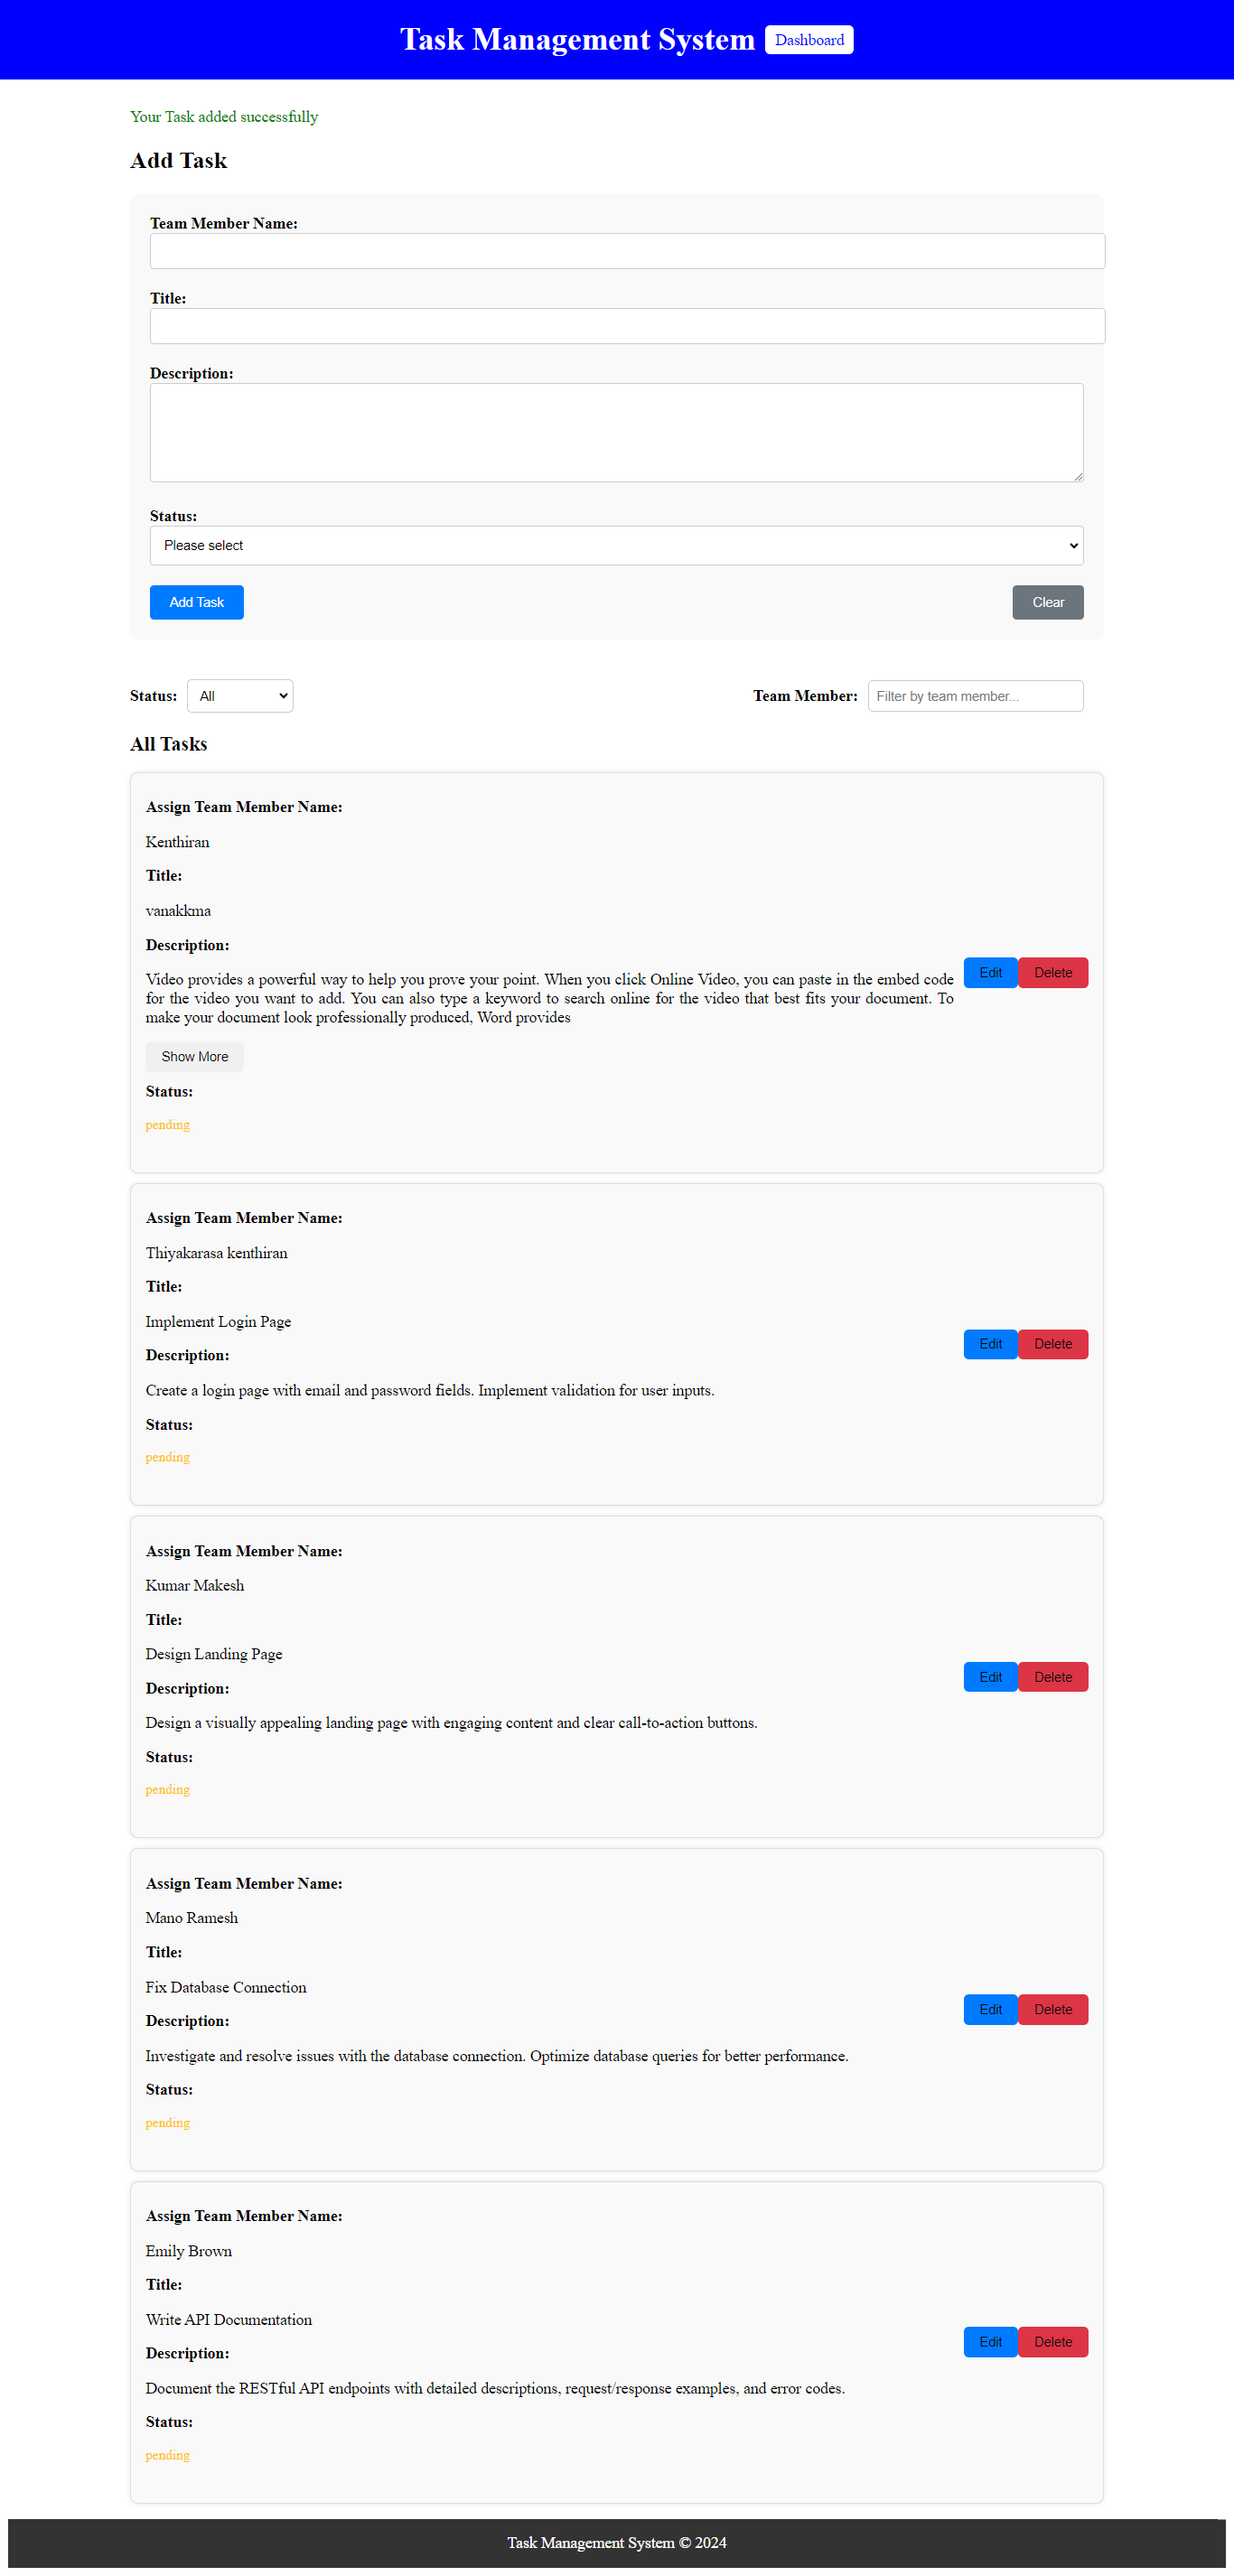 Task Management System Dashboard
Your Task added successfully
Add Task
Team Member Name:
Title:
Description:
Status:
Please select
Add Task Clear
Status: All Team Member: Filter by team member...
All Tasks
Assign Team Member Name:
Kenthiran
Title:
vanakkma
Description:
Video provides a powerful way to help you prove your point. When you click Online Video, you can paste in the embed code
for the video you want to add. You can also type a keyword to search online for the video that best fits your document. To
make your document look professionally produced, Word provides
Edit Delete
Show More
Status:
pending
Assign Team Member Name:
Thiyakarasa kenthiran
Title:
Implement Login Page
Edit Delete
Description:
Create a login page with email and password fields. Implement validation for user inputs.
Status:
pending
Assign Team Member Name:
Kumar Makesh
Title:
Design Landing Page
Edit Delete
Description:
Design a visually appealing landing page with engaging content and clear call-to-action buttons.
Status:
pending
Assign Team Member Name:
Mano Ramesh
Title:
Fix Database Connection
Edit Delete
Description:
Investigate and resolve issues with the database connection. Optimize database queries for better performance.
Status:
pending
Assign Team Member Name:
Emily Brown
Title:
Write API Documentation
Edit Delete
Description:
Document the RESTful API endpoints with detailed descriptions, request/response examples, and error codes.
Status:
pending
Task Management System © 2024